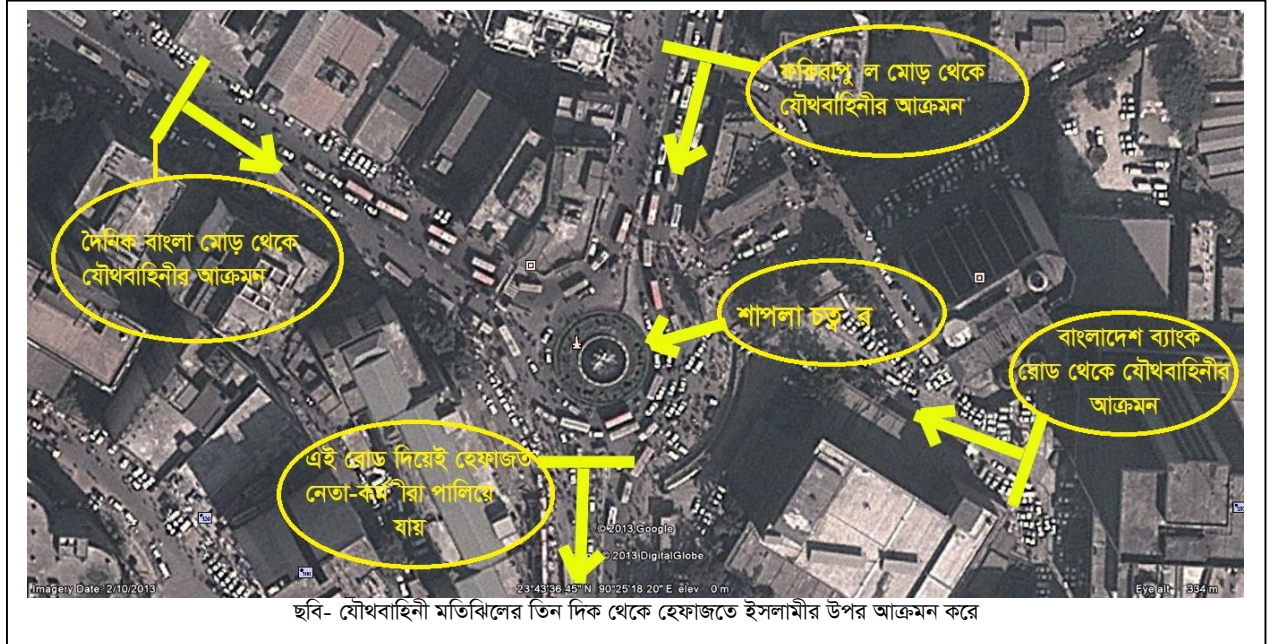 ফকিরাপু ল মোড় থেকে
যৌথবাহিনীর আক্রমন
দৈনিক বাংলা মোড় থেকে
যৌথবাহিনীর আক্রমন
শাপলা চত্ব র
বাংলাদেশ ব্যাংক
রোড থেকে যৌথবাহিনীর
আক্রমন
এই রোড দিয়েই হেফাজত
নেতা-কর্মীরা পালিয়ে
যায়
© 2013 Google
© 2013 DigitalGlobe
Imagery Date: 2/10/2013
23°43'36.45" N 90°25'18.20" E elev 0 m
Eye alt 334 m
ছবি- যৌথবাহিনী মতিঝিলের তিন দিক থেকে হেফাজতে ইসলামীর উপর আক্রমন করে